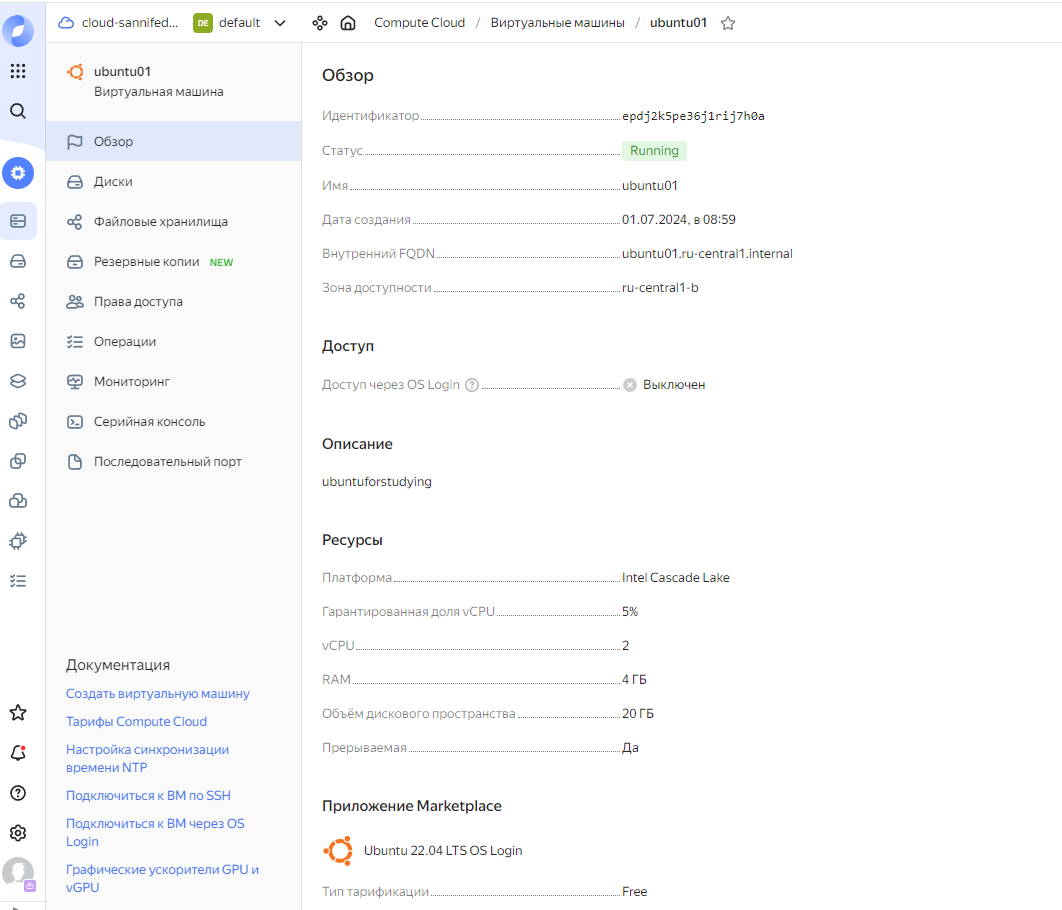 cloud-sannifed... DE default Compute Cloud / Виртуальные машины / ubuntu01
ubuntu01
Виртуальная машина
Обзор
Диски
Файловые хранилища
Резервные копии NEW
Права доступа
Операции
Мониторинг
Серийная консоль
Последовательный порт
Документация
Создать виртуальную машину
Тарифы Compute Cloud
Настройка синхронизации
времени NTP
Подключиться к ВМ по SSH
Подключиться к ВМ через OS
Login
Графические ускорители GPU и
vGPU
Обзор
Идентификатор epdj2k5pe36j1rij7h0a
Статус Running
Имя ubuntu01
Дата создания 01.07.2024, в 08:59
Внутренний FQDN ubuntu01.ru-central1.internal
Зона доступности ru-central1-b
Доступ
Доступ через OS Login Выключен
Описание
ubuntuforstudying
Ресурсы
Платформа Intel Cascade Lake
Гарантированная доля vCPU 5%
vCPU 2
RAM 4 ГБ
Объём дискового пространства 20 ГБ
Прерываемая Да
Приложение Marketplace
Ubuntu 22.04 LTS OS Login
Тип тарификации Free